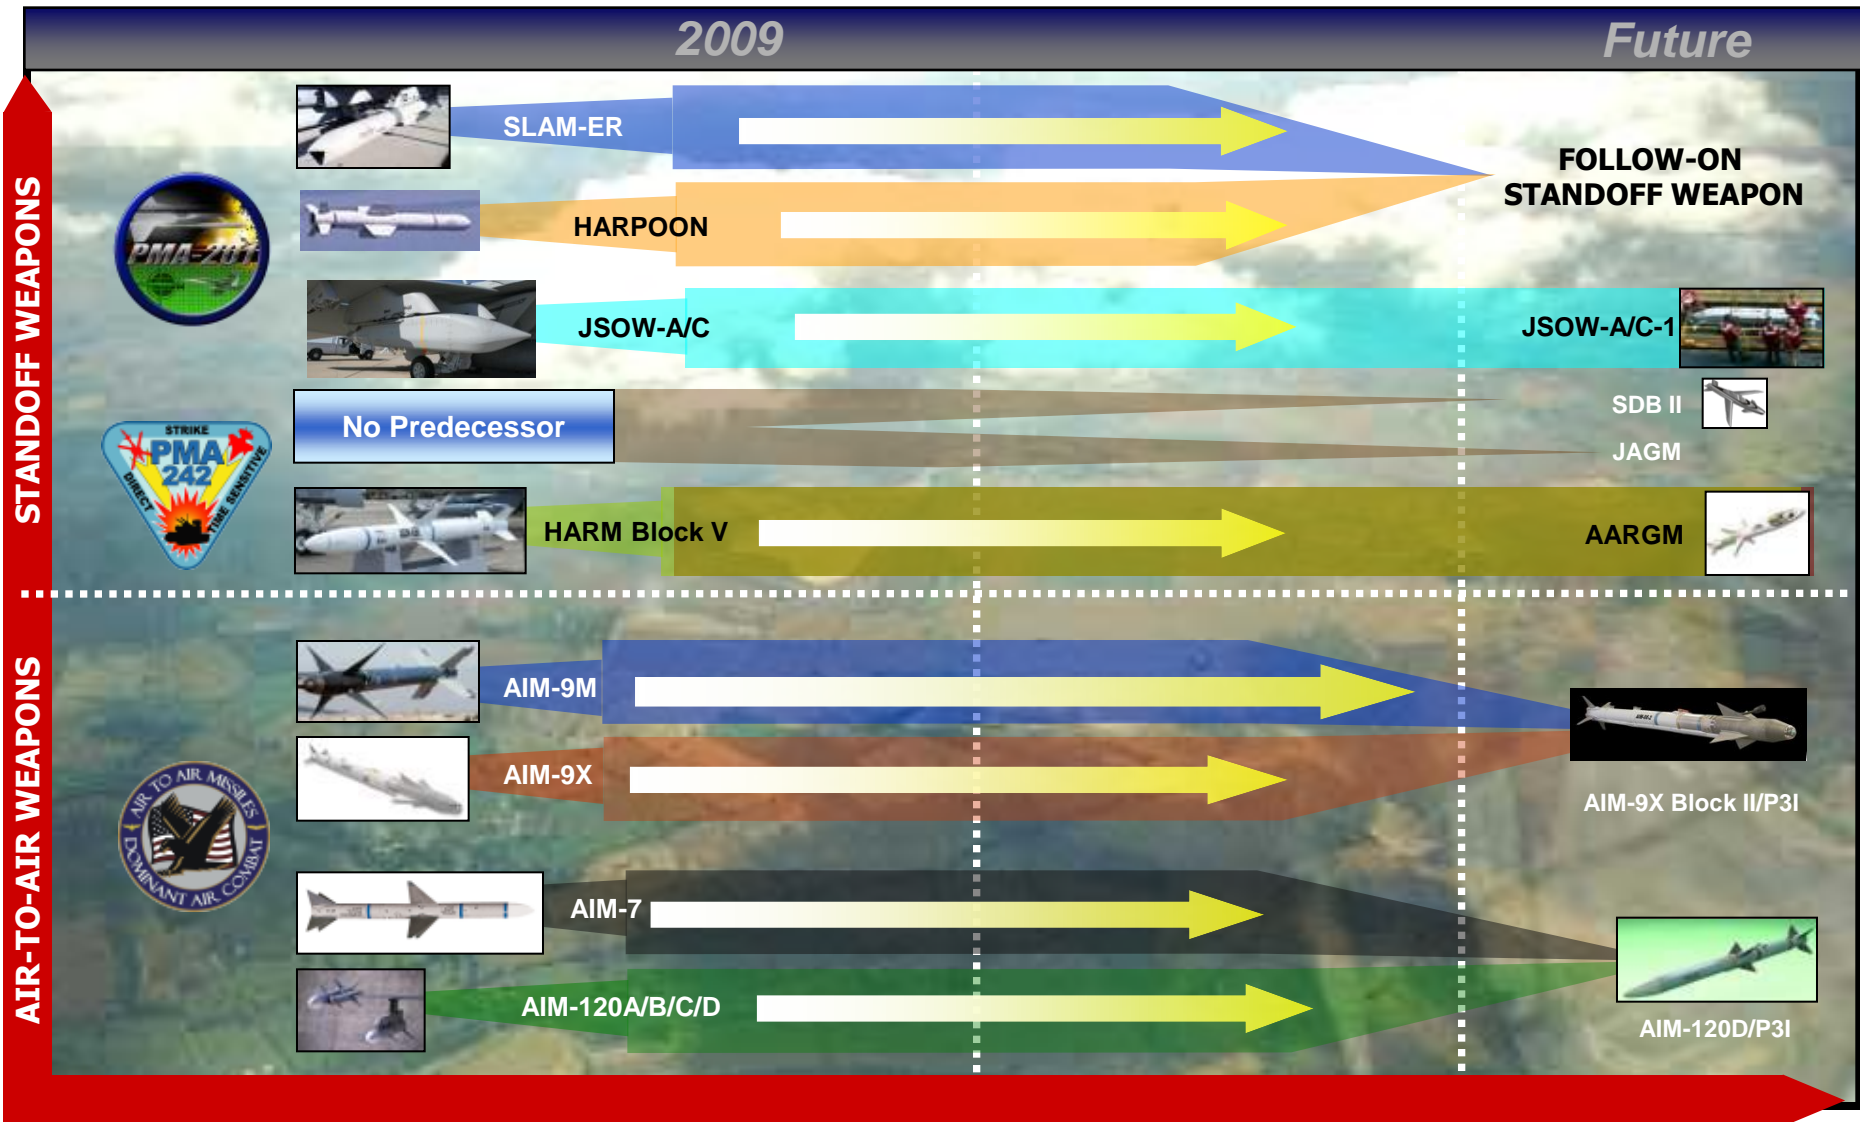 2009
Future
STANDOFF WEAPONS
SLAM-ER
FOLLOW-ON
STANDOFF WEAPON
HARPOON
PMA-201
JSOW-A/C
JSOW-A/C-1
No Predecessor
SDB II
JAGM
STRIKE
PMA
242
DIRECT
TIME SENSITIVE
HARM Block V
AARGM
AIR-TO-AIR WEAPONS
AIM-9M
AIM-9X
AIM-9X Block II/P3I
AIR TO AIR MISSILES
DOMINANT AIR COMBAT
AIM-7
AIM-120A/B/C/D
AIM-120D/P3I